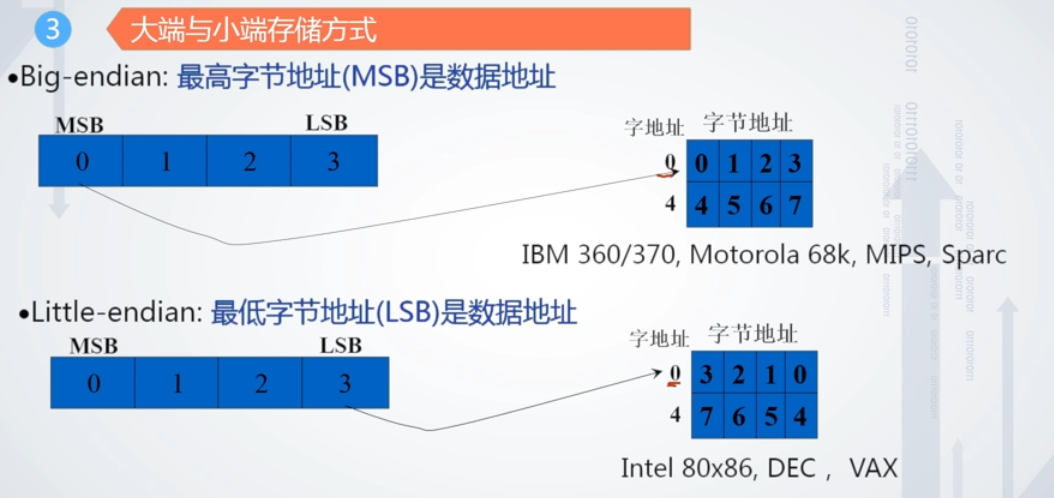 3
大端与小端存储方式
•Big-endian: 最高字节地址(MSB)是数据地址
MSB LSB
0 1 2 3
字地址 字节地址
0 0 1 2 3
4 4 5 6 7
IBM 360/370, Motorola 68k, MIPS, Sparc
•Little-endian: 最低字节地址(LSB)是数据地址
MSB LSB
0 1 2 3
字地址 字节地址
0 3 2 1 0
4 7 6 5 4
Intel 80x86, DEC , VAX